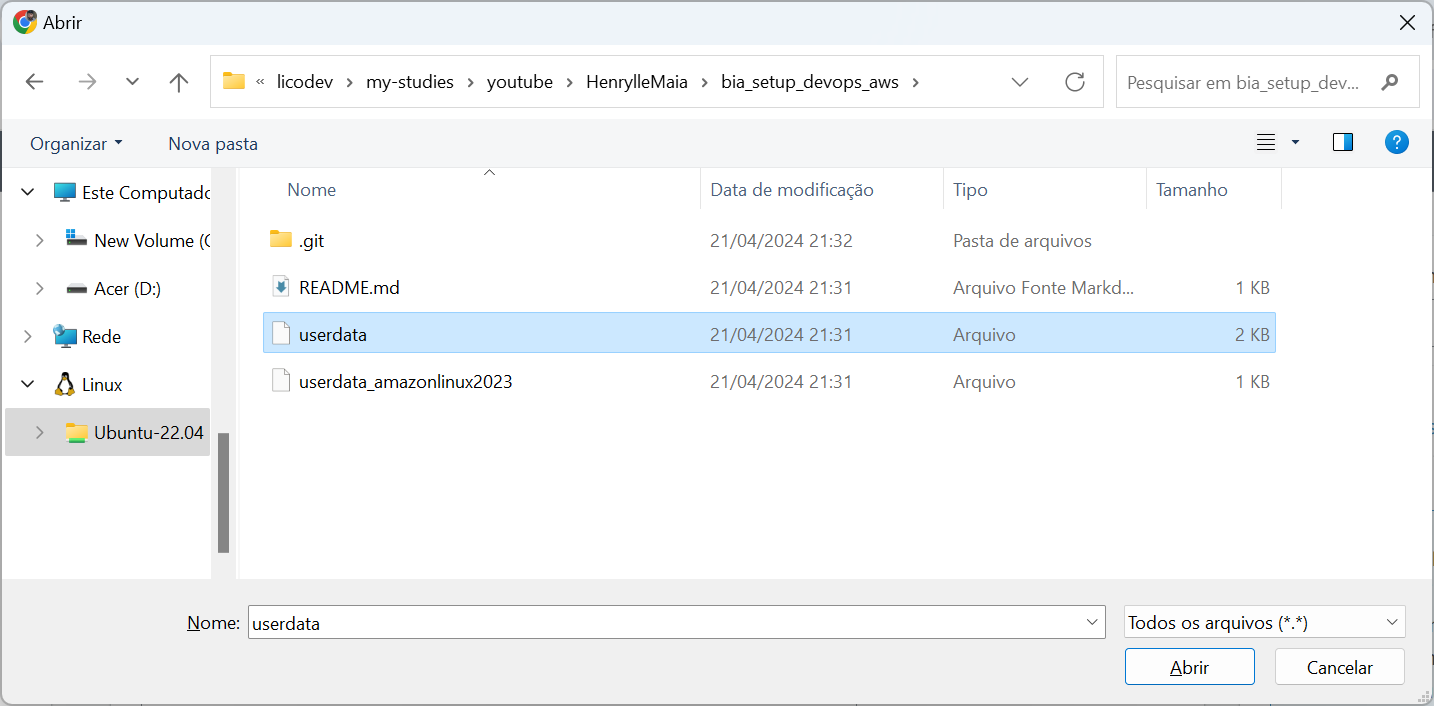 Abrir
« licodev > my-studies > youtube > HenrylleMaia > bia_setup_devops_aws >
Pesquisar em bia_setup_dev...
Organizar
Nova pasta
?
Este Computado
New Volume (
Acer (D:)
Rede
Linux
Ubuntu-22.04
Nome Data de modificação Tipo Tamanho
.git 21/04/2024 21:32 Pasta de arquivos
README.md 21/04/2024 21:31 Arquivo Fonte Markd... 1 KB
userdata 21/04/2024 21:31 Arquivo 2 KB
userdata_amazonlinux2023 21/04/2024 21:31 Arquivo 1 KB
Nome: userdata
Todos os arquivos (*.*)
Abrir
Cancelar